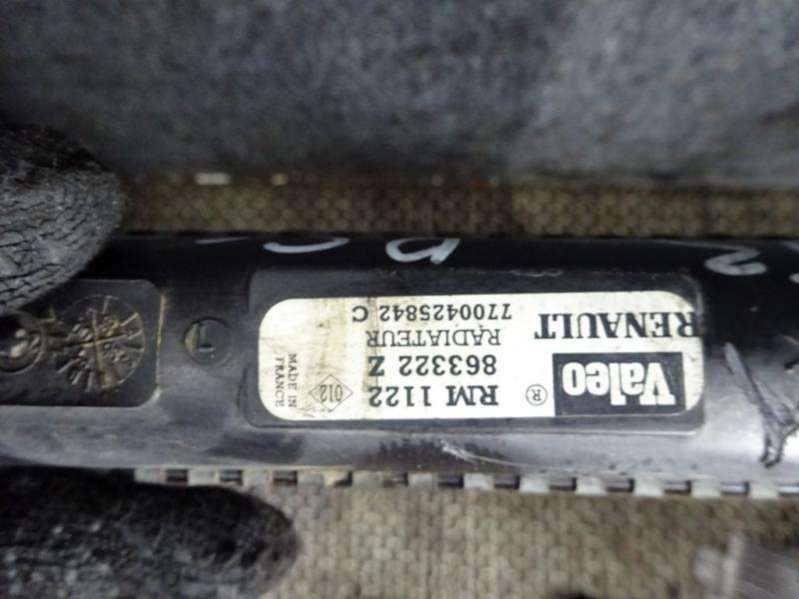 Valeo ® RM 1122
863322 Z
012
MADE IN
FRANCE
RENAULT
RADIATEUR
7700425842 C